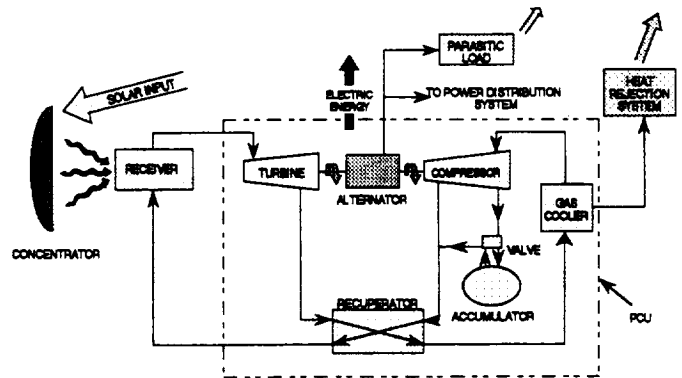 PARASITIC
LOAD
HEAT
REJECTION
SYSTEM
SOLAR INPUT
ELECTRIC
ENERGY
TO POWER DISTRIBUTION
SYSTEM
RECEIVER
TURBINE
ALTERNATOR
COMPRESSOR
GAS
COOLER
CONCENTRATOR
VALVE
RECUPERATOR
ACCUMULATOR
PCU